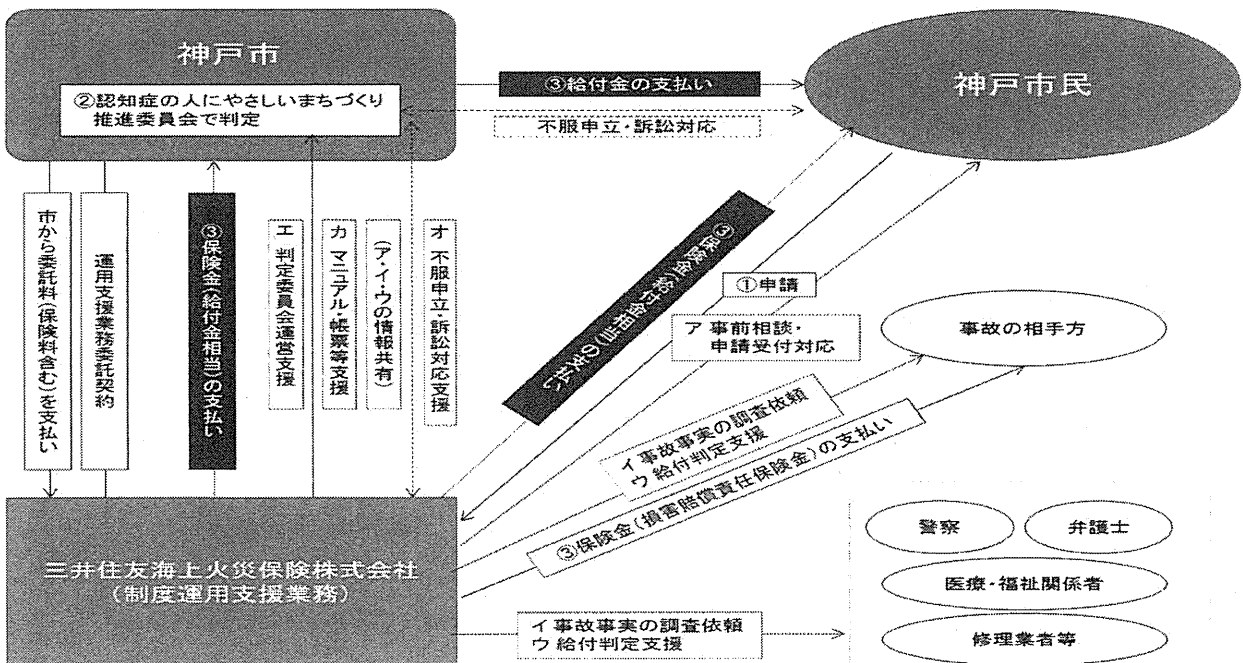 神戸市
②認知症の人にやさしいまちづくり
推進委員会で判定
③給付金の支払い
不服申立・訴訟対応
神戸市民
市から委託料(保険料含む)を支払い
運用支援業務委託契約
③保険金(給付金相当)の支払い
エ 判定委員会運営支援
カ マニュアル・帳票等支援
(ア・イ・ウの情報共有)
オ 不服申立・訴訟対応支援
③保険金(給付金相当)の支払い
①申請
ア 事前相談・
申請受付対応
事故の相手方
イ 事故事実の調査依頼
ウ 給付判定支援
③保険金(損害賠償責任保険金)の支払い
三井住友海上火災保険株式会社
(制度運用支援業務)
イ 事故事実の調査依頼
ウ 給付判定支援
警察
弁護士
医療・福祉関係者
修理業者等